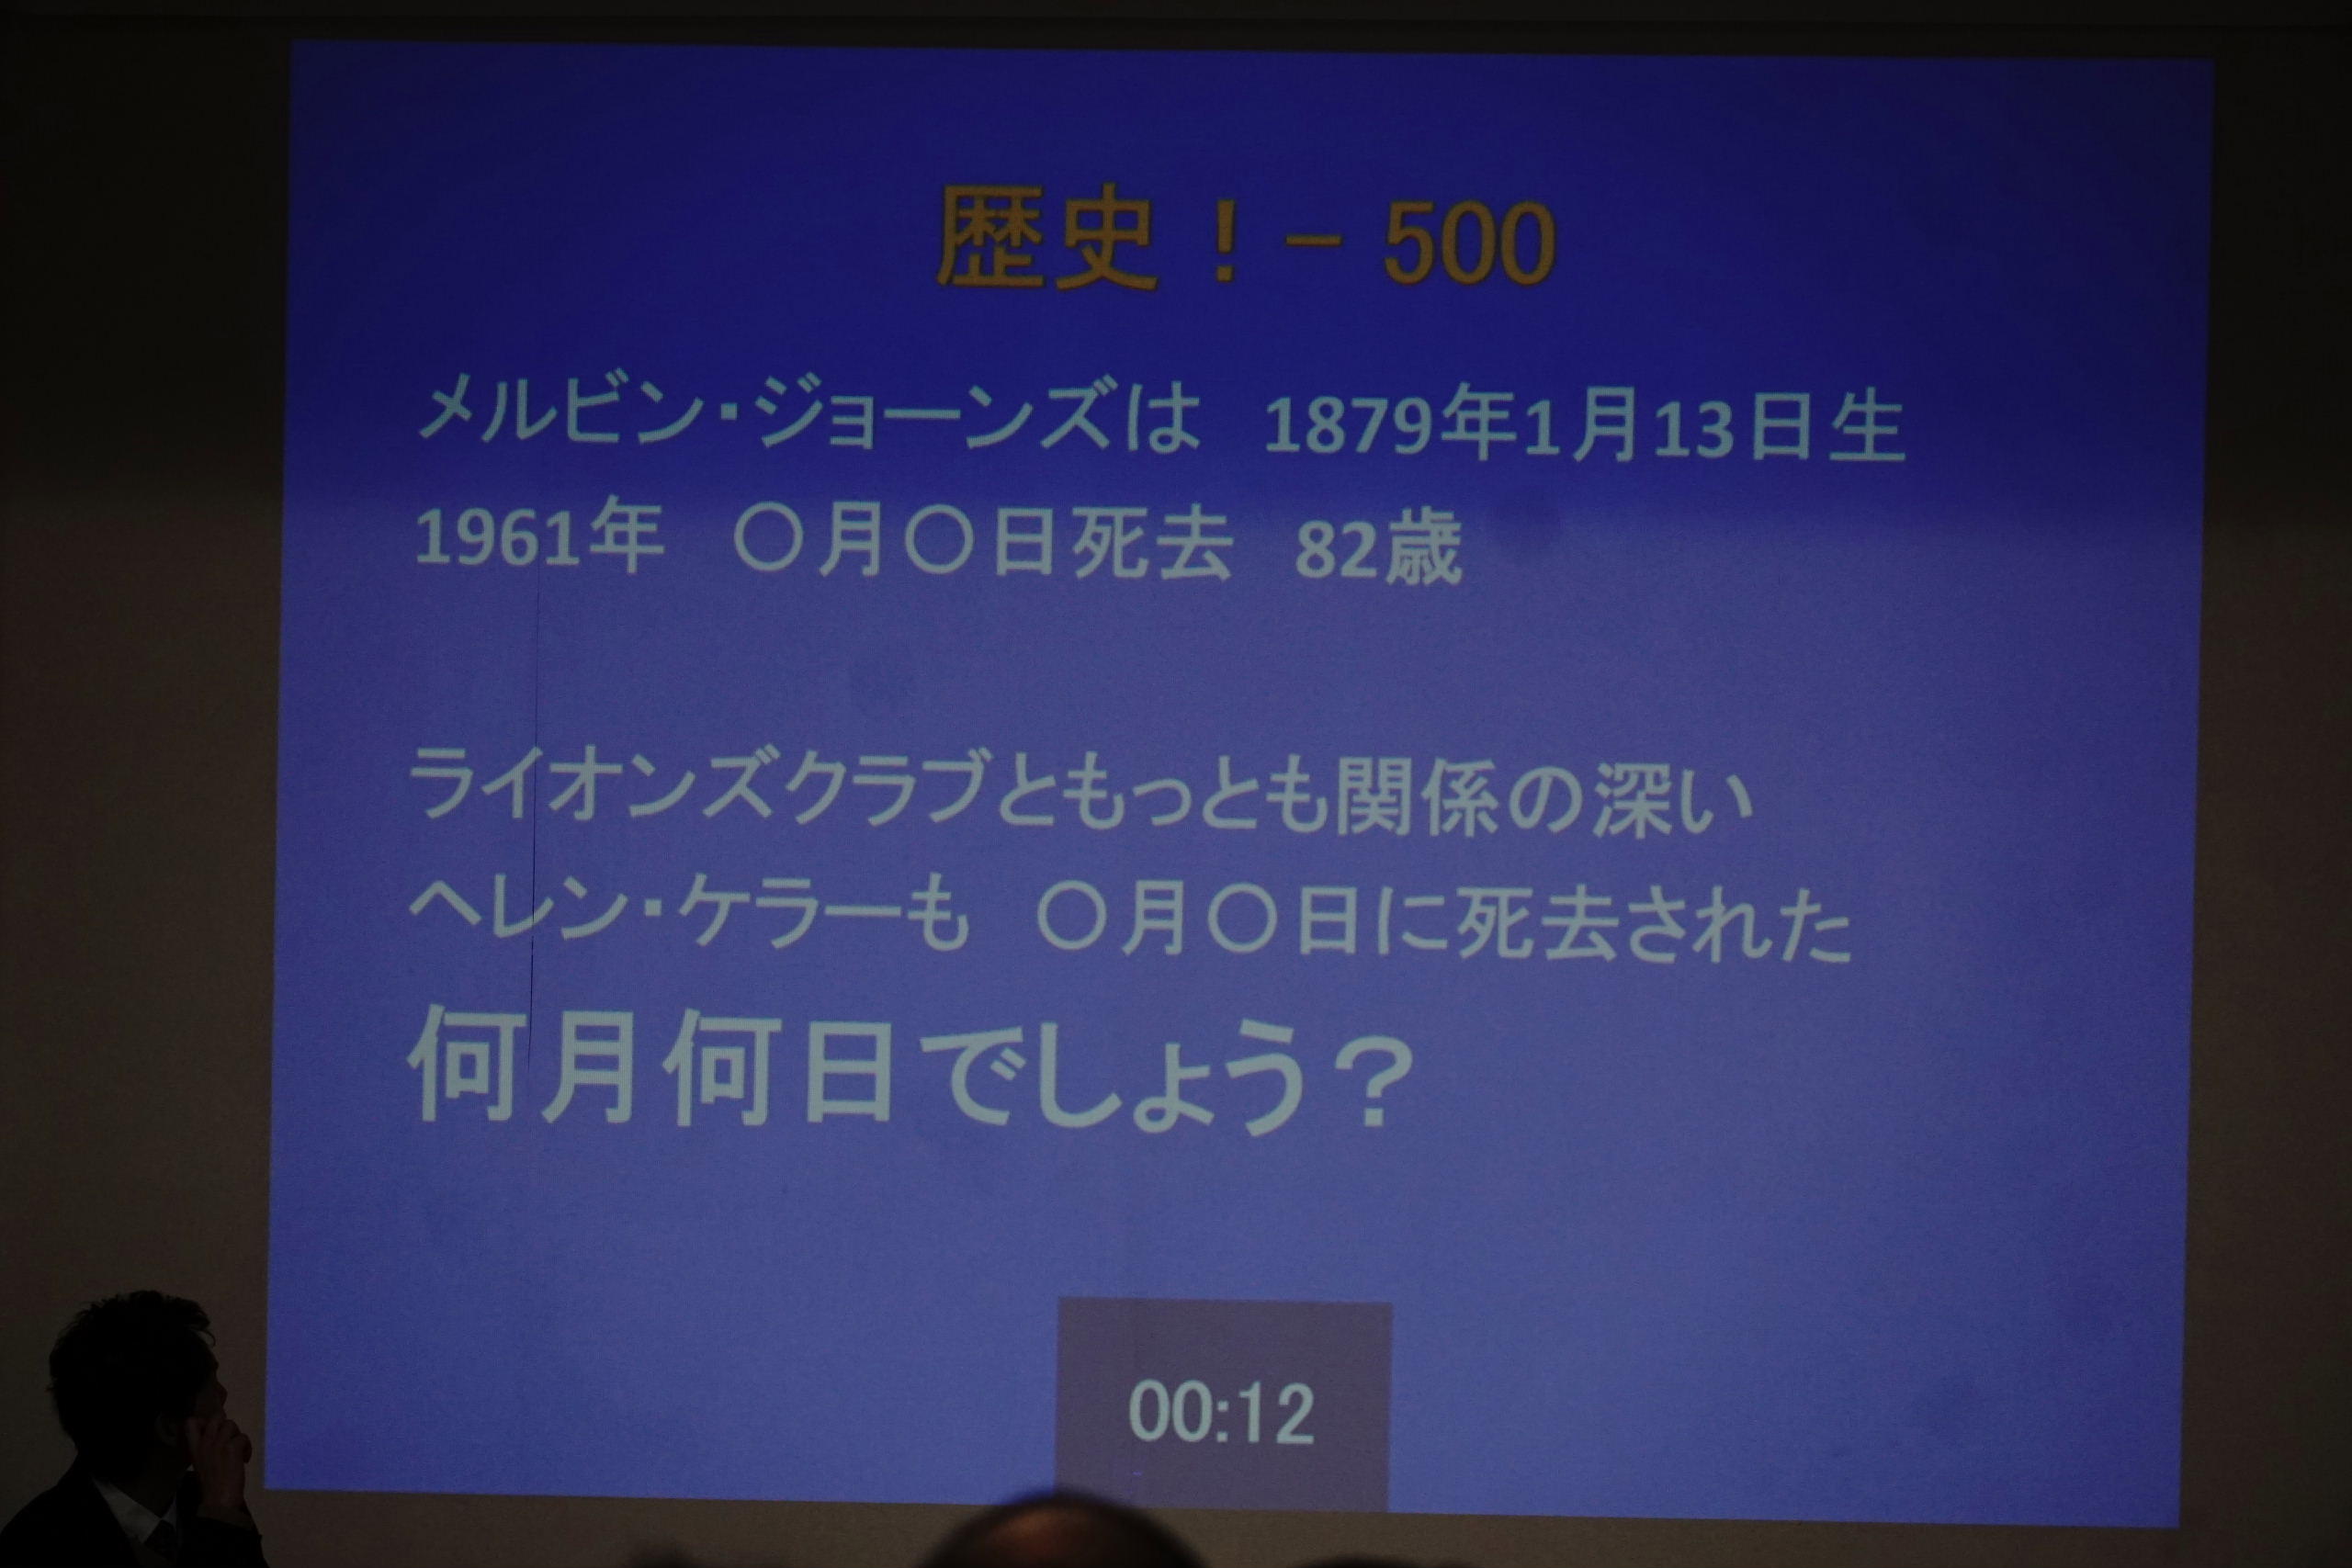 歴史！－ 500
メルビン・ジョーンズは　1879年1月13日生
1961年　〇月〇日死去　82歳
ライオンズクラブともっとも関係の深い
ヘレン・ケラーも　〇月〇日に死去された
何月何日でしょう？
00:12